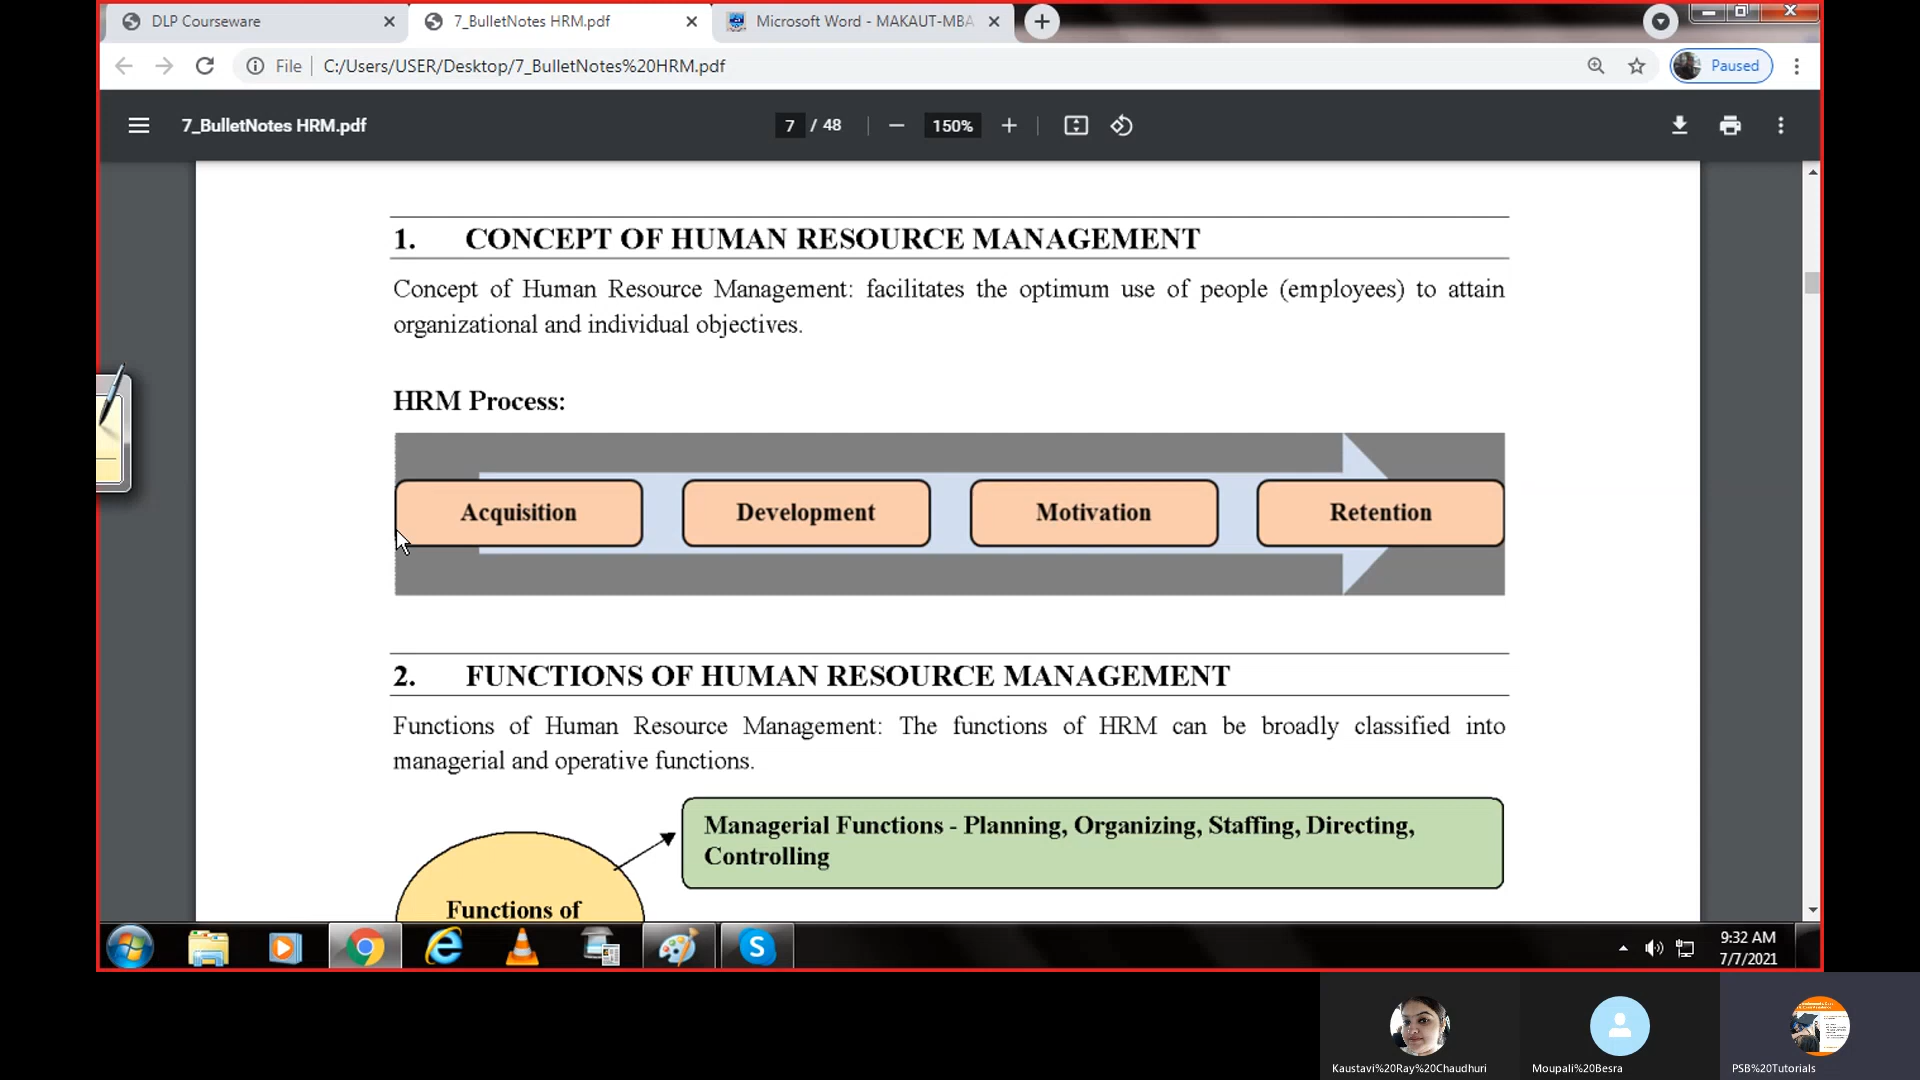 DLP Courseware
7_BulletNotes HRM.pdf
Microsoft Word - MAKAUT-MBA
File
C:/Users/USER/Desktop/7_BulletNotes%20HRM.pdf
Paused
7_BulletNotes HRM.pdf
7 / 48
150%
1. CONCEPT OF HUMAN RESOURCE MANAGEMENT
Concept of Human Resource Management: facilitates the optimum use of people (employees) to attain
organizational and individual objectives.
HRM Process:
Acquisition
Development
Motivation
Retention
2. FUNCTIONS OF HUMAN RESOURCE MANAGEMENT
Functions of Human Resource Management: The functions of HRM can be broadly classified into
managerial and operative functions.
Managerial Functions - Planning, Organizing, Staffing, Directing,
Controlling
Functions of
9:32 AM
7/7/2021
Kaustavi%20Ray%20Chaudhuri
Moupali%20Besra
PSB%20Tutorials